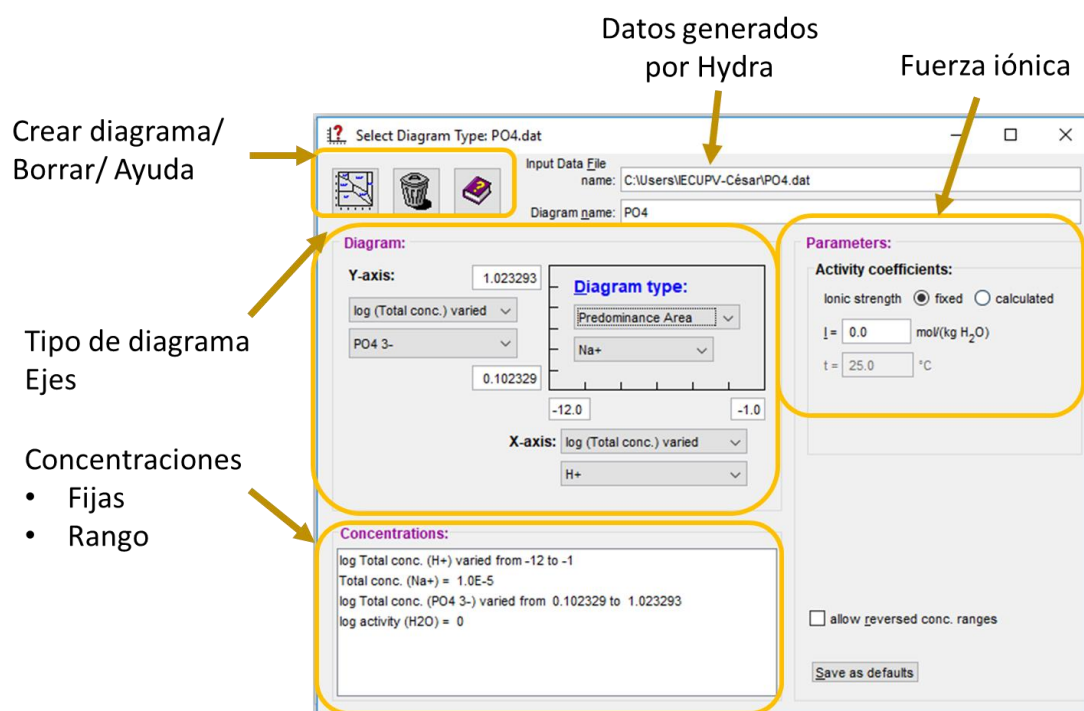 Datos generados
por Hydra
Fuerza iónica
Crear diagrama/
Borrar/ Ayuda
Select Diagram Type: PO4.dat
Input Data File
name: C:\Users\IECUPV-César\PO4.dat
Diagram name: PO4
Diagram:
Y-axis: 1.023293
log (Total conc.) varied
PO4 3-
0.102329
Diagram type:
Predominance Area
Na+
-12.0 -1.0
X-axis: log (Total conc.) varied
H+
Parameters:
Activity coefficients:
Ionic strength fixed calculated
I = 0.0 mol/(kg H2O)
t = 25.0 °C
Tipo de diagrama
Ejes
Concentraciones
• Fijas
• Rango
Concentrations:
log Total conc. (H+) varied from -12 to -1
Total conc. (Na+) = 1.0E-5
log Total conc. (PO4 3-) varied from 0.102329 to 1.023293
log activity (H2O) = 0
allow reversed conc. ranges
Save as defaults